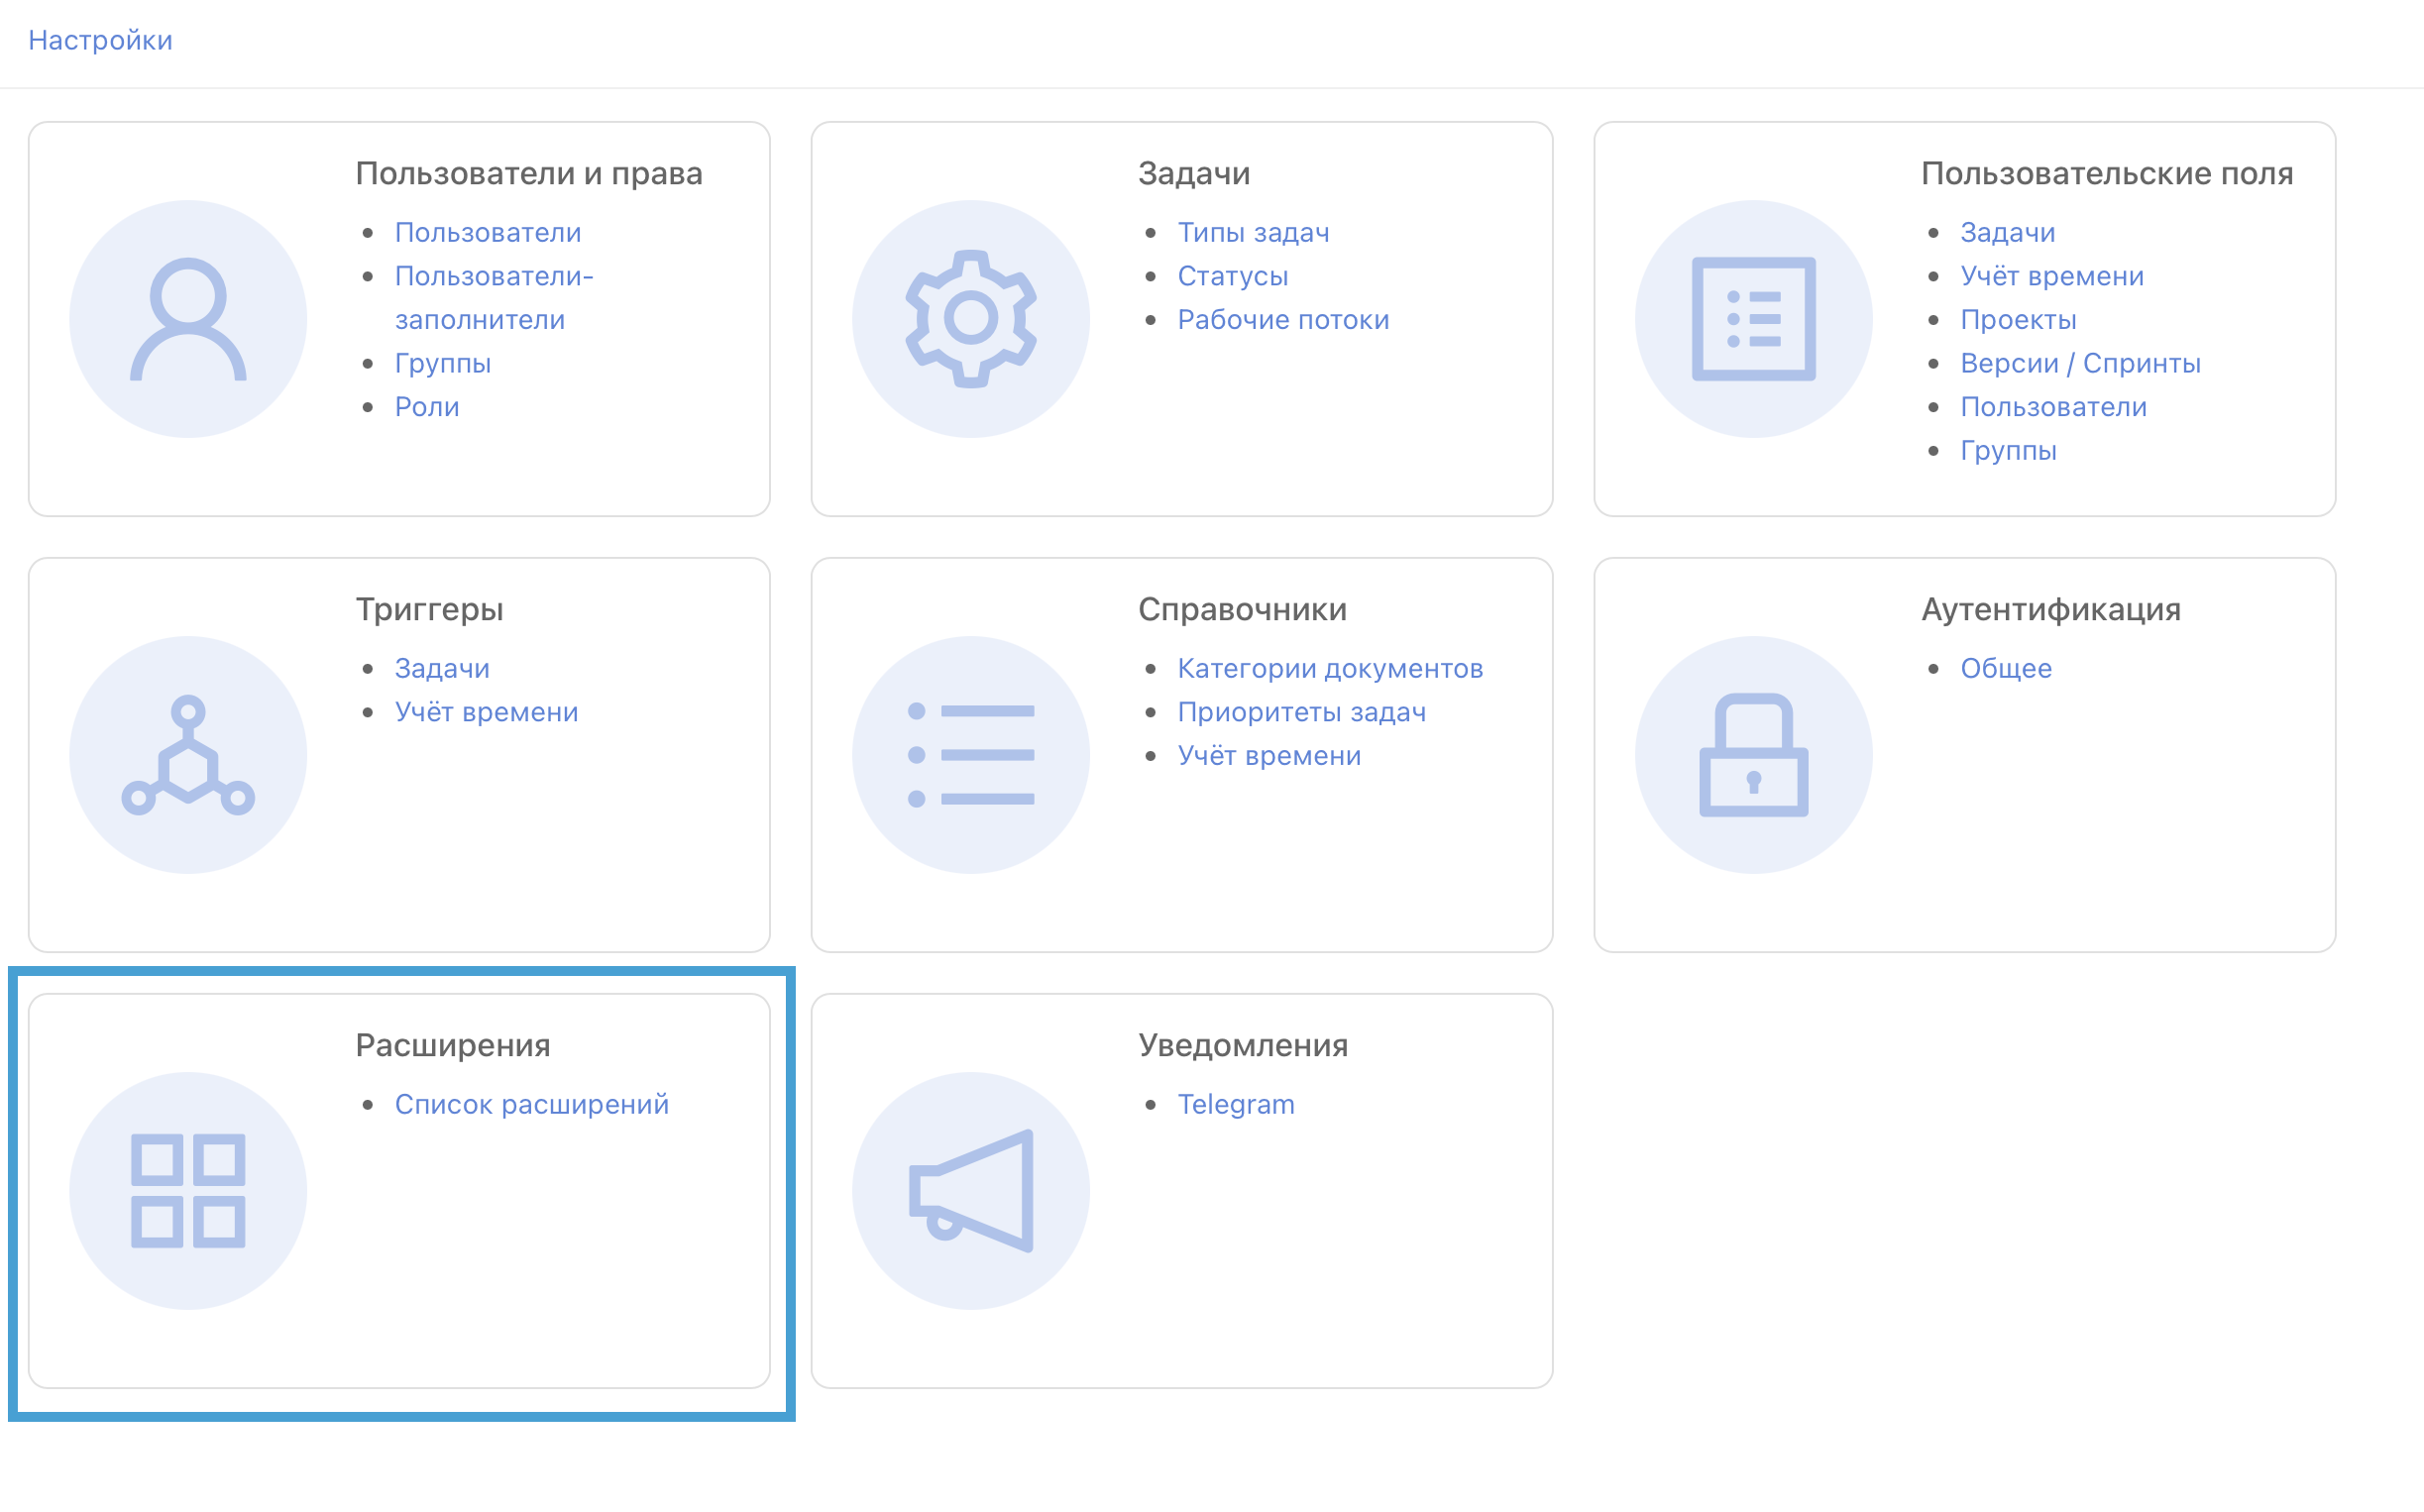 Настройки
Пользователи и права
Пользователи
Пользователи-
заполнители
Группы
Роли
Задачи
Типы задач
Статусы
Рабочие потоки
Пользовательские поля
Задачи
Учёт времени
Проекты
Версии / Спринты
Пользователи
Группы
Триггеры
Задачи
Учёт времени
Справочники
Категории документов
Приоритеты задач
Учёт времени
Аутентификация
Общее
Расширения
Список расширений
Уведомления
Telegram